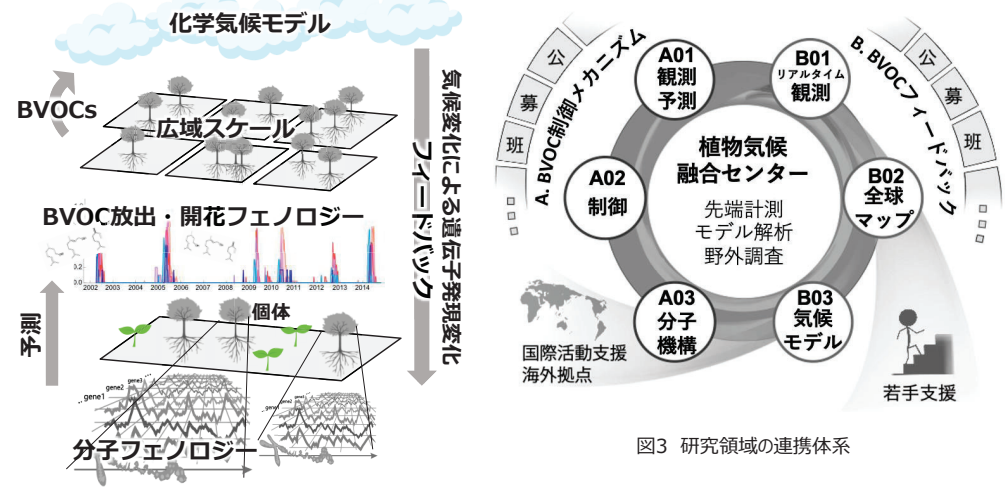 化学気候モデル
BVOCs
広域スケール
気候変化による遺伝子発現変化
フィードバック
BVOC放出・開花フェノロジー
0.2
0.0
2002 2003 2004 2005 2006 2007 2008 2009 2010 2011 2012 2013 2014
予測
個体
gene3
gene2
gene1
gene3
gene2
gene1
分子フェノロジー
公
募
班
A. BVOC制御メカニズム
A01
観測
予測
B01
リアルタイム
観測
B. BVOCフィードバック
公
募
班
A02
制御
植物気候
融合センター
先端計測
モデル解析
野外調査
B02
全球
マップ
A03
分子
機構
B03
気候
モデル
国際活動支援
海外拠点
若手支援
図3 研究領域の連携体系